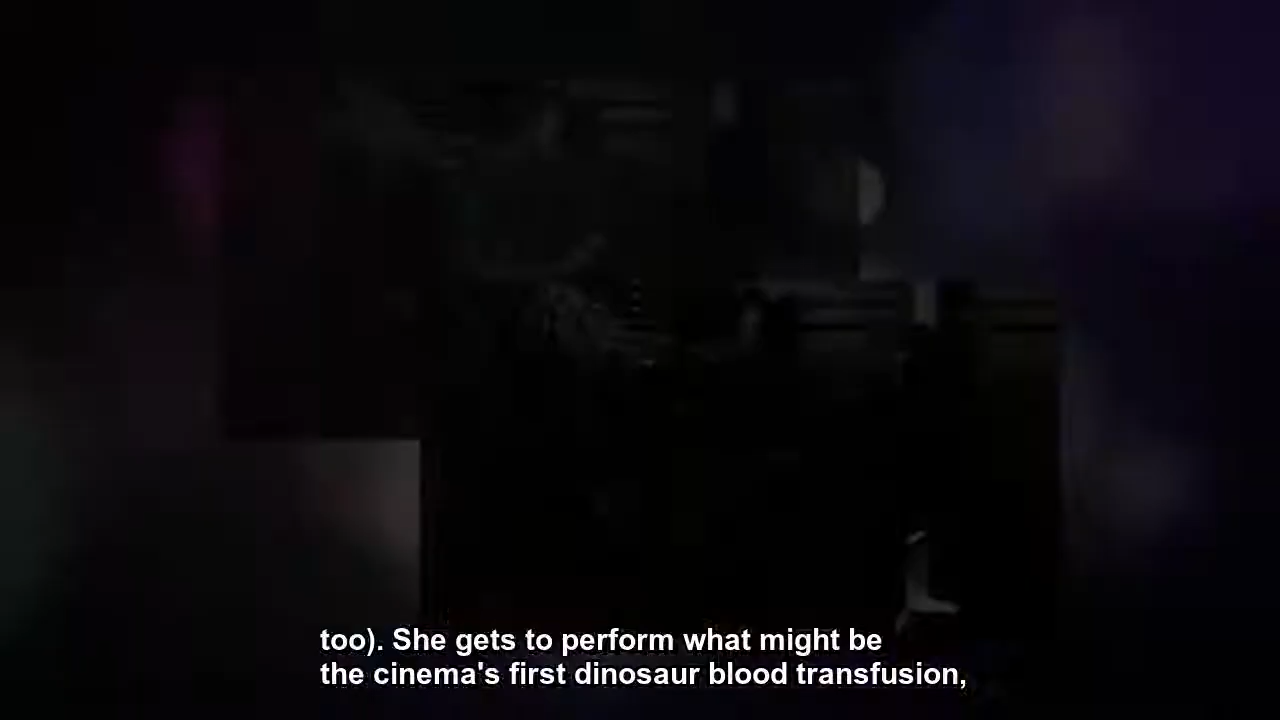 too). She gets to perform what might be
the cinema's first dinosaur blood transfusion,